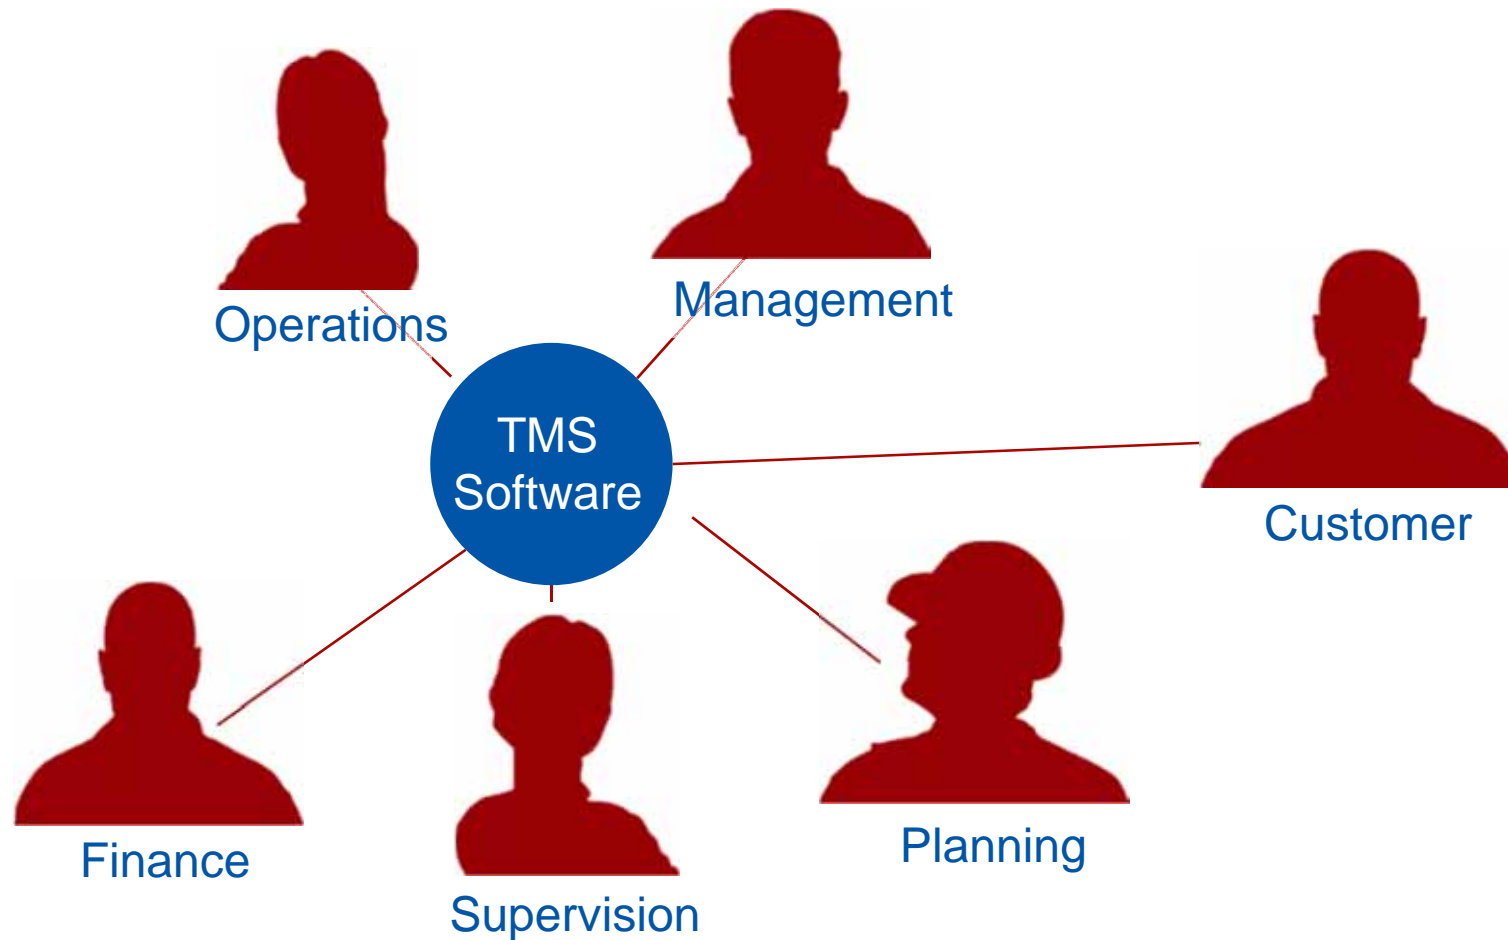 Management
Operations
TMS
Software
Customer
Planning
Finance
Supervision